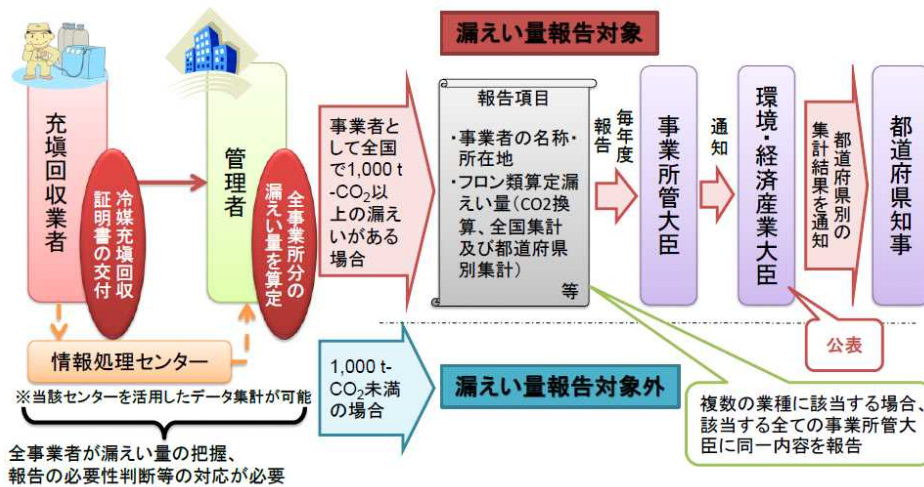 漏えい量報告対象
充塡回収業者
冷媒充塡回収
証明書の交付
管理者
全事業所分の
漏えい量を算定
事業者とし
て全国
で1,000 t
-CO2以
上の漏え
いがある
場合
報告項目
・事業者の名称・
所在地
・フロン類算定漏
えい量(CO2換
算、全国集計
及び都道府県
別集計)
等
毎年度
報告
事業所管大臣
通知
環境・経済産業大臣
都道府県別の
集計結果を通知
都道府県知事
公表
情報処理センター
※当該センターを活用したデータ集計が可能
全事業者が漏えい量の把握、
報告の必要性判断等の対応が必要
1,000 t-
CO2未満
の場合
漏えい量報告対象外
複数の業種に該当する場合、
該当する全ての事業所管大
臣に同一内容を報告